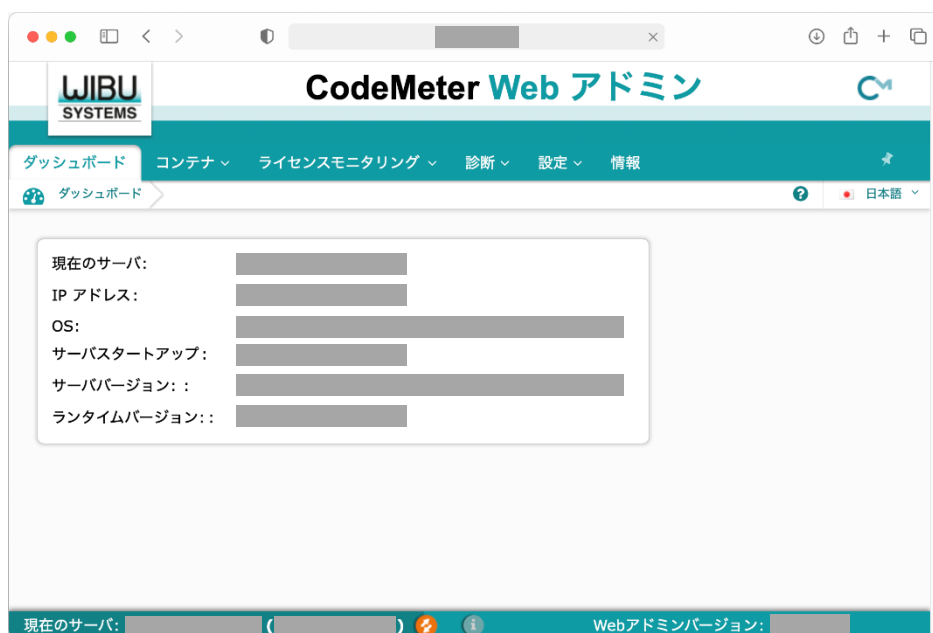 WIBU
SYSTEMS
CodeMeter Web アドミン
CM
ダッシュボード コンテナ ライセンスモニタリング 診断 設定 情報
ダッシュボード ? 日本語
現在のサーバ:
IP アドレス:
OS:
サーバスタートアップ:
サーババージョン: :
ランタイムバージョン: :
現在のサーバ: ( ) i Webアドミンバージョン: